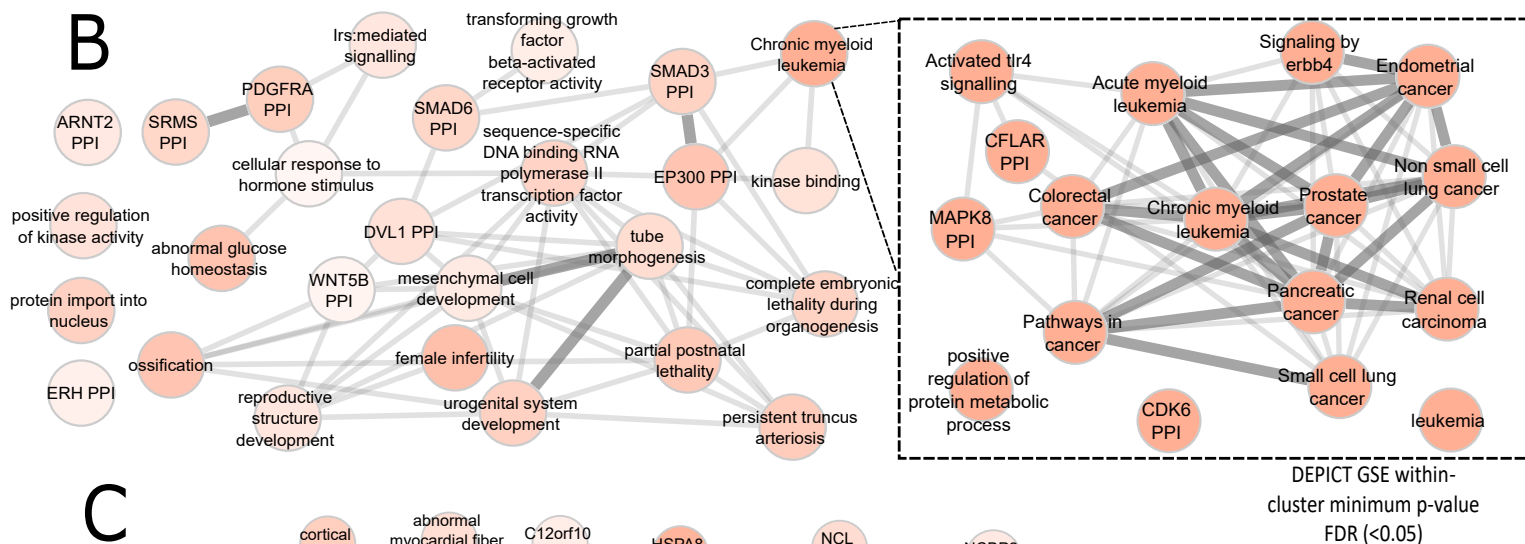 B
Irs:mediated
signalling
transforming growth
factor
beta-activated
receptor activity
Chronic myeloid
leukemia
PDGFRA
PPI
SMAD3
PPI
ARNT2
PPI
SRMS
PPI
SMAD6
PPI
cellular response to
hormone stimulus
sequence-specific
DNA binding RNA
polymerase II
transcription factor
activity
EP300 PPI
kinase binding
positive regulation
of kinase activity
abnormal glucose
homeostasis
DVL1 PPI
tube
morphogenesis
WNT5B
PPI
mesenchymal cell
development
complete embryonic
lethality during
organogenesis
protein import into
nucleus
ossification
female infertility
partial postnatal
lethality
ERH PPI
reproductive
structure
development
urogenital system
development
persistent truncus
arteriosis
Activated tlr4
signalling
Acute myeloid
leukemia
Signaling by
erbb4
Endometrial
cancer
CFLAR
PPI
Non small cell
lung cancer
MAPK8
PPI
Colorectal
cancer
Chronic myeloid
leukemia
Prostate
cancer
Pathways in
cancer
Pancreatic
cancer
Renal cell
carcinoma
positive
regulation of
protein metabolic
process
CDK6
PPI
Small cell lung
cancer
leukemia
DEPICT GSE within-
cluster minimum p-value
FDR (<0.05)
C
cortical
abnormal
myocardial fiber
C12orf10
HSPA8
NCL